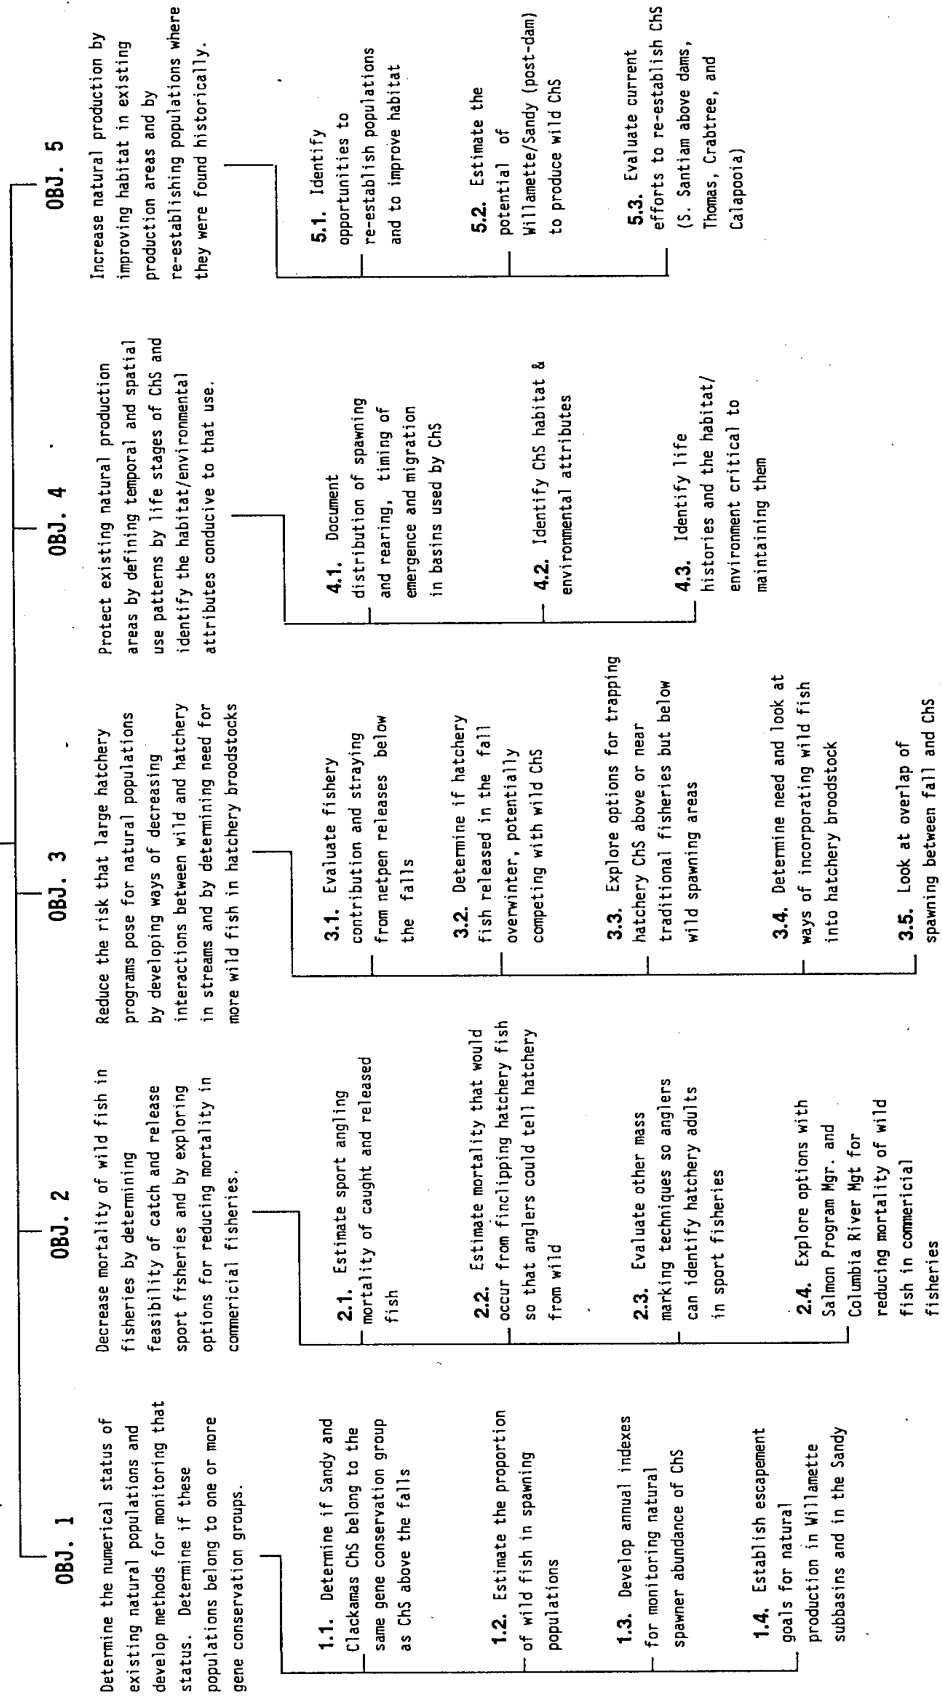 OBJ. 1
Determine the numerical status of
existing natural populations and
develop methods for monitoring that
status. Determine if these
populations belong to one or more
gene conservation groups.
1.1. Determine if Sandy and
Clackamas ChS belong to the
same gene conservation group
as ChS above the falls
1.2. Estimate the proportion
of wild fish in spawning
populations
1.3. Develop annual indexes
for monitoring natural
spawner abundance of ChS
1.4. Establish escapement
goals for natural
production in Willamette
subbasins and in the Sandy
OBJ. 2
Decrease mortality of wild fish in
fisheries by determining
feasibility of catch and release
sport fisheries and by exploring
options for reducing mortality in
commericial fisheries.
2.1. Estimate sport angling
mortality of caught and released
fish
2.2. Estimate mortality that would
occur from finclipping hatchery fish
so that anglers could tell hatchery
from wild
2.3. Evaluate other mass
marking techniques so anglers
can identify hatchery adults
in sport fisheries
2.4. Explore options with
Salmon Program Mgr. and
Columbia River Mgt for
reducing mortality of wild
fish in commericial
fisheries
OBJ. 3
Reduce the risk that large hatchery
programs pose for natural populations
by developing ways of decreasing
interactions between wild and hatchery
in streams and by determining need for
more wild fish in hatchery broodstocks
3.1. Evaluate fishery
contribution and straying
from netpen releases below
the falls
3.2. Determine if hatchery
fish released in the fall
overwinter, potentially
competing with wild ChS
3.3. Explore options for trapping
hatchery ChS above or near
traditional fisheries but below
wild spawning areas
3.4. Determine need and look at
ways of incorporating wild fish
into hatchery broodstock
3.5. Look at overlap of
spawning between fall and ChS
OBJ. 4
Protect existing natural production
areas by defining temporal and spatial
use patterns by life stages of ChS and
identify the habitat/environmental
attributes conducive to that use.
4.1. Document
distribution of spawning
and rearing, timing of
emergence and migration
in basins used by ChS
4.2. Identify ChS habitat &
environmental attributes
4.3. Identify life
histories and the habitat/
environment critical to
maintaining them
OBJ. 5
Increase natural production by
improving habitat in existing
production areas and by
re-establishing populations where
they were found historically.
5.1. Identify
opportunities to
re-establish populations
and to improve habitat
5.2. Estimate the
potential of
Willamette/Sandy (post-dam)
to produce wild ChS
5.3. Evaluate current
efforts to re-establish ChS
(S. Santiam above dams,
Thomas, Crabtree, and
Calapooia)